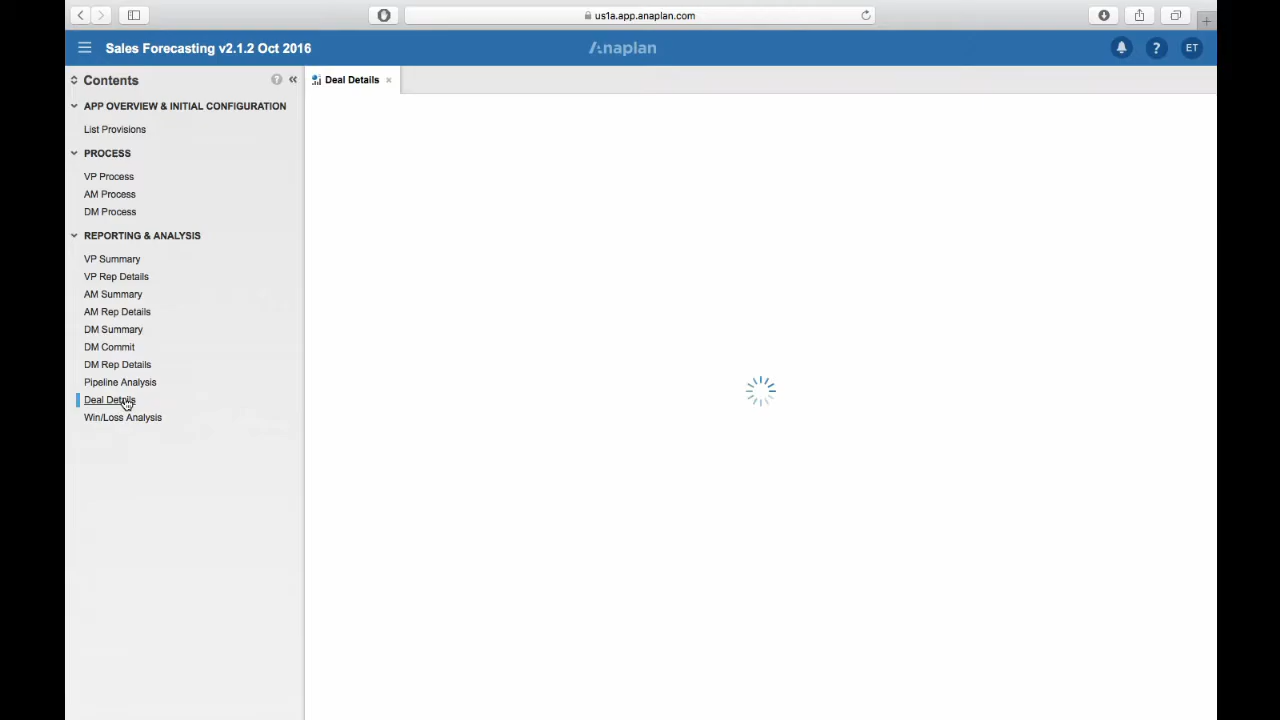 us1a.app.anaplan.com
Sales Forecasting v2.1.2 Oct 2016
Anaplan
? ET
Contents
?
Deal Details
APP OVERVIEW & INITIAL CONFIGURATION
List Provisions
PROCESS
VP Process
AM Process
DM Process
REPORTING & ANALYSIS
VP Summary
VP Rep Details
AM Summary
AM Rep Details
DM Summary
DM Commit
DM Rep Details
Pipeline Analysis
Deal Details
Win/Loss Analysis